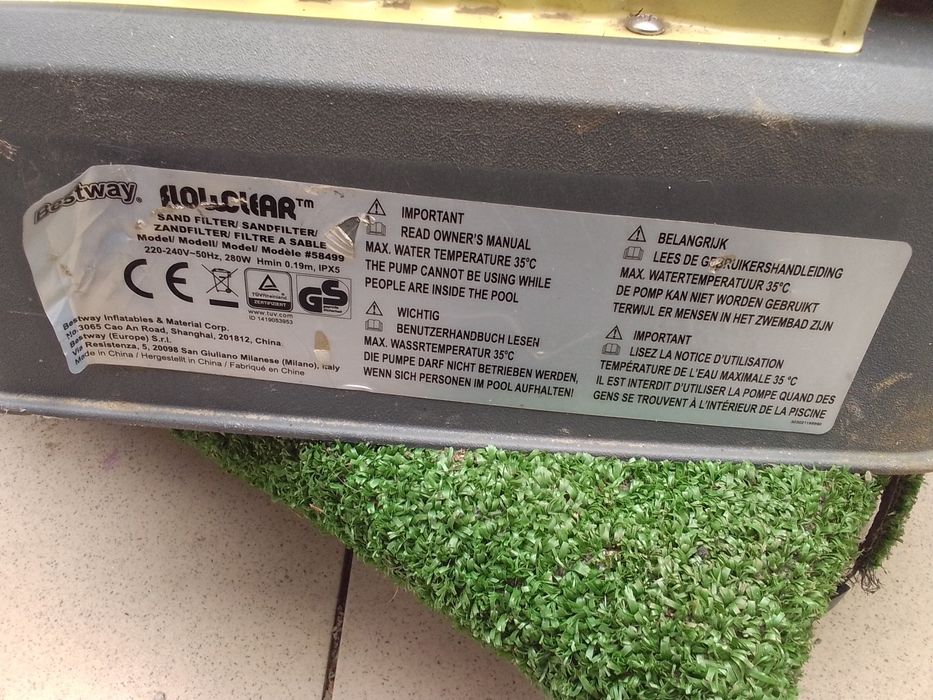 Bestway®
FLOWCLEAR™
SAND FILTER/ SANDFILTER/
ZANDFILTER/ FILTRE A SABLE
Model/ Modell/ Model/ Modèle #58499
220-240V~50Hz, 280W Hmin 0.19m, IPX5
CE
TÜVRheinland
ZERTIFIZIERT
GS
www.tuv.com
ID 1419053953
Bestway Inflatables & Material Corp.
No. 3065 Cao An Road, Shanghai, 201812, China
Bestway (Europe) S.r.l.
Via Resistenza, 5, 20098 San Giuliano Milanese (Milano), Italy
Made in China / Hergestellt in China / Fabriqué en Chine
IMPORTANT
READ OWNER'S MANUAL
MAX. WATER TEMPERATURE 35°C
THE PUMP CANNOT BE USING WHILE
PEOPLE ARE INSIDE THE POOL
WICHTIG
BENUTZERHANDBUCH LESEN
MAX. WASSRTEMPERATUR 35°C
DIE PUMPE DARF NICHT BETRIEBEN WERDEN,
WENN SICH PERSONEN IM POOL AUFHALTEN!
BELANGRIJK
LEES DE GEBRUIKERSHANDLEIDING
MAX. WATERTEMPERATUUR 35°C
DE POMP KAN NIET WORDEN GEBRUIKT
TERWIJL ER MENSEN IN HET ZWEMBAD ZIJN
IMPORTANT
LISEZ LA NOTICE D'UTILISATION
TEMPÉRATURE DE L'EAU MAXIMALE 35 °C
IL EST INTERDIT D'UTILISER LA POMPE QUAND DES
GENS SE TROUVENT À L'INTÉRIEUR DE LA PISCINE